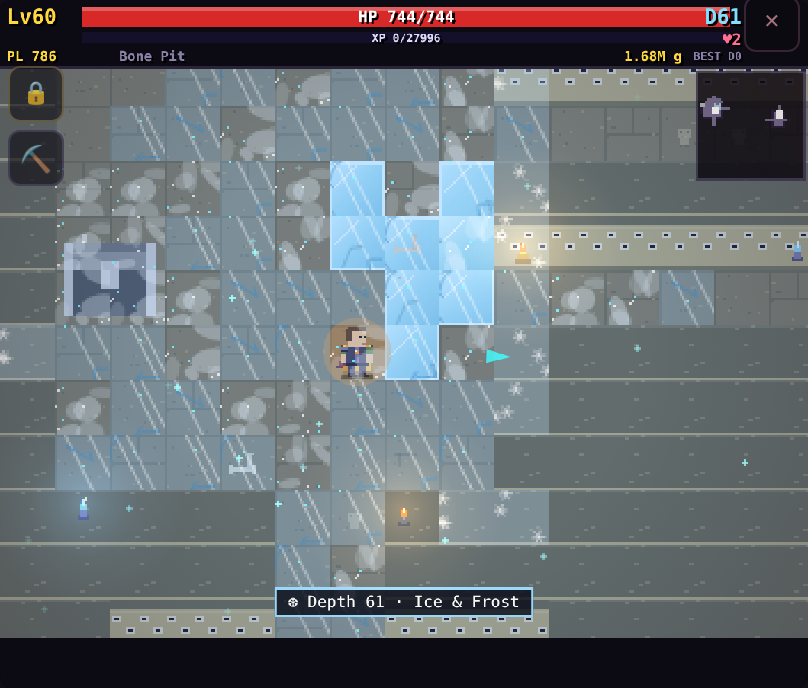 Lv60
HP 744/744
D61
XP 0/27996
♥2
PL 786
Bone Pit
1.68M g
BEST D0
❆ Depth 61 · Ice & Frost